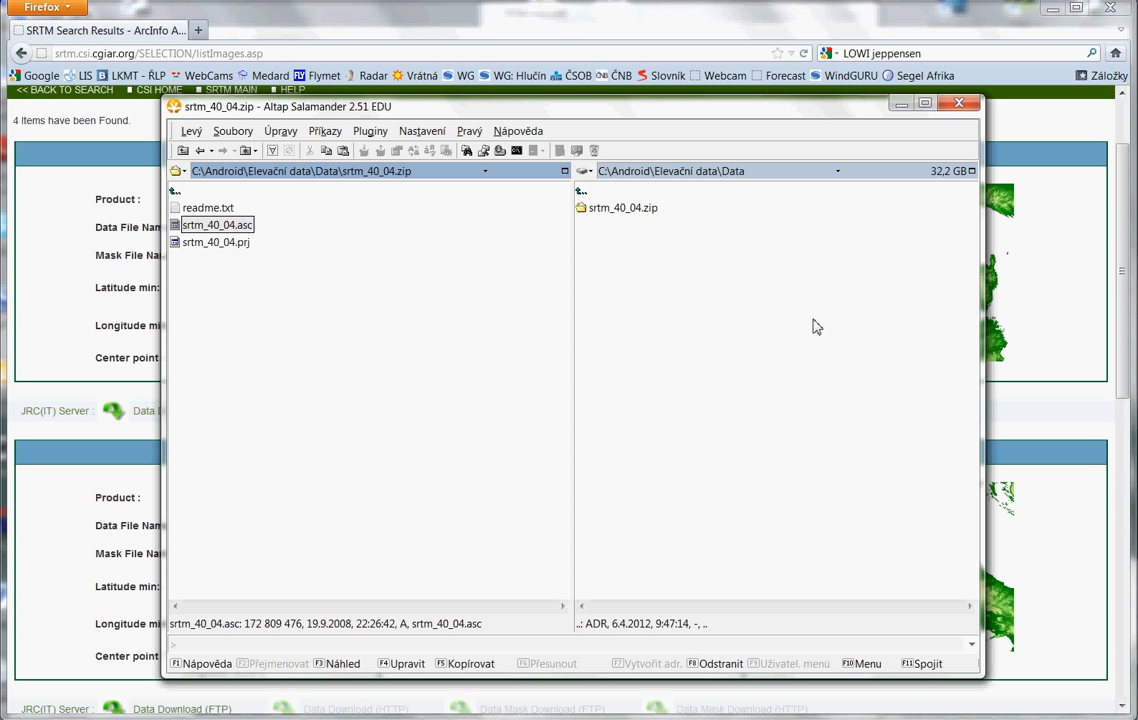 Firefox
SRTM Search Results - ArcInfo A...
srtm.csi.cgiar.org/SELECTION/listImages.asp
LOWI jeppensen
Google LIS LKMT - ŘLP WebCams Medard Flymet Radar Vrátná WG WG: Hlučín ČSOB ČNB Slovník Webcam Forecast WindGURU Segel Afrika Záložky
<< BACK TO SEARCH CSI HOME SRTM MAIN HELP
4 Items have been Found.
srtm_40_04.zip - Altap Salamander 2.51 EDU
Levý Soubory Úpravy Příkazy Pluginy Nastavení Pravý Nápověda
C:\Android\Elevační data\Data\srtm_40_04.zip
C:\Android\Elevační data\Data 32,2 GB
readme.txt
srtm_40_04.asc
srtm_40_04.prj
srtm_40_04.zip
srtm_40_04.asc: 172 809 476, 19.9.2008, 22:26:42, A, srtm_40_04.asc
..: ADR, 6.4.2012, 9:47:14, -, ..
>
F1 Nápověda F2 Přejmenovat F3 Náhled F4 Upravit F5 Kopírovat F6 Přesunout F7 Vytvořit adr. F8 Odstranit F9 Uživatel. menu F10 Menu F11 Spojit
Product :
Data File Nam
Mask File Na
Latitude min:
Longitude mi
Center point
JRC(IT) Server : Data D
Product :
Data File Nam
Mask File Na
Latitude min:
Longitude mi
Center point
JRC(IT) Server : Data Download (FTP) Data Download (HTTP) Data Mask Download (FTP) Data Mask Download (HTTP)